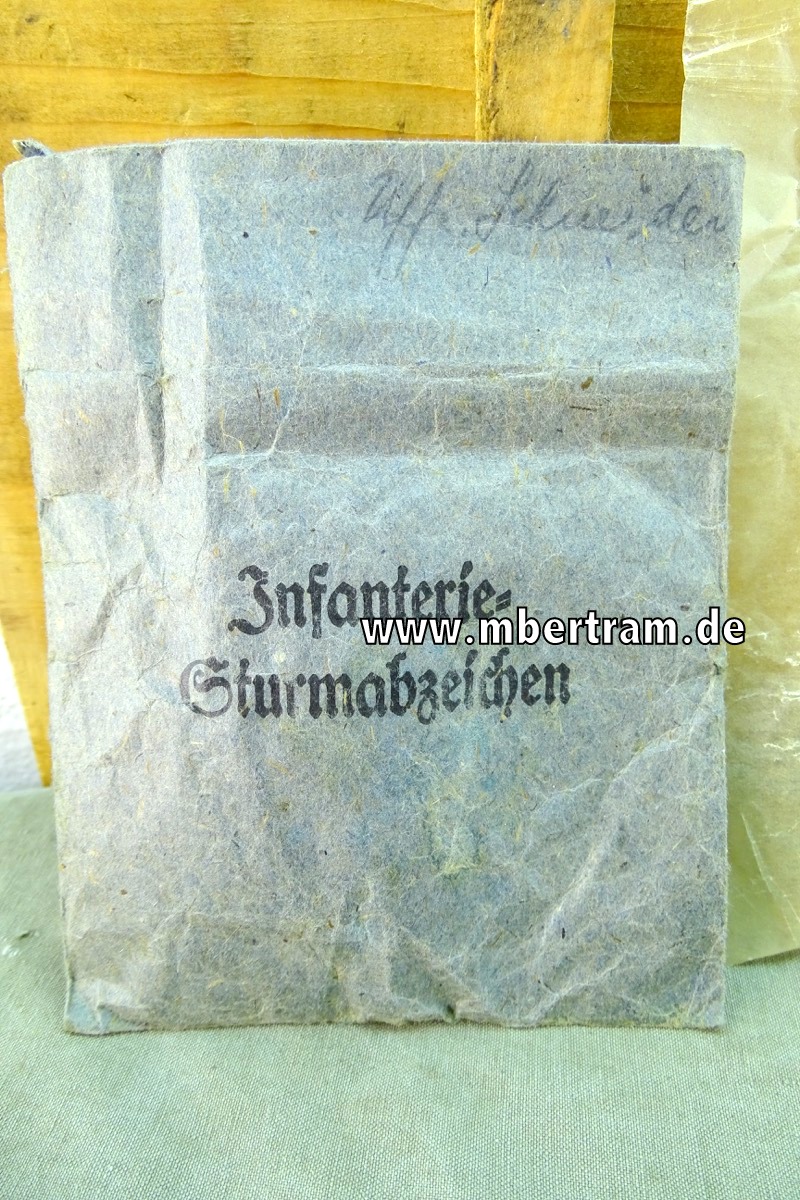 Uffz. Schneider
Infanterie-
www.mbertram.de
Sturmabzeichen